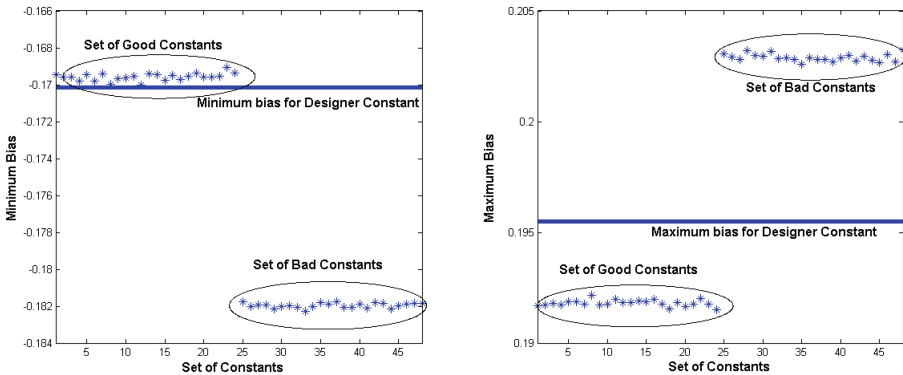 -0.166
-0.168
-0.17
-0.172
-0.174
-0.176
-0.178
-0.18
-0.182
-0.184
Minimum Bias
Set of Good Constants
Minimum bias for Designer Constant
Set of Bad Constants
5 10 15 20 25 30 35 40 45
Set of Constants
0.205
0.2
0.195
0.19
Maximum Bias
Set of Bad Constants
Maximum bias for Designer Constant
Set of Good Constants
5 10 15 20 25 30 35 40 45
Set of Constants